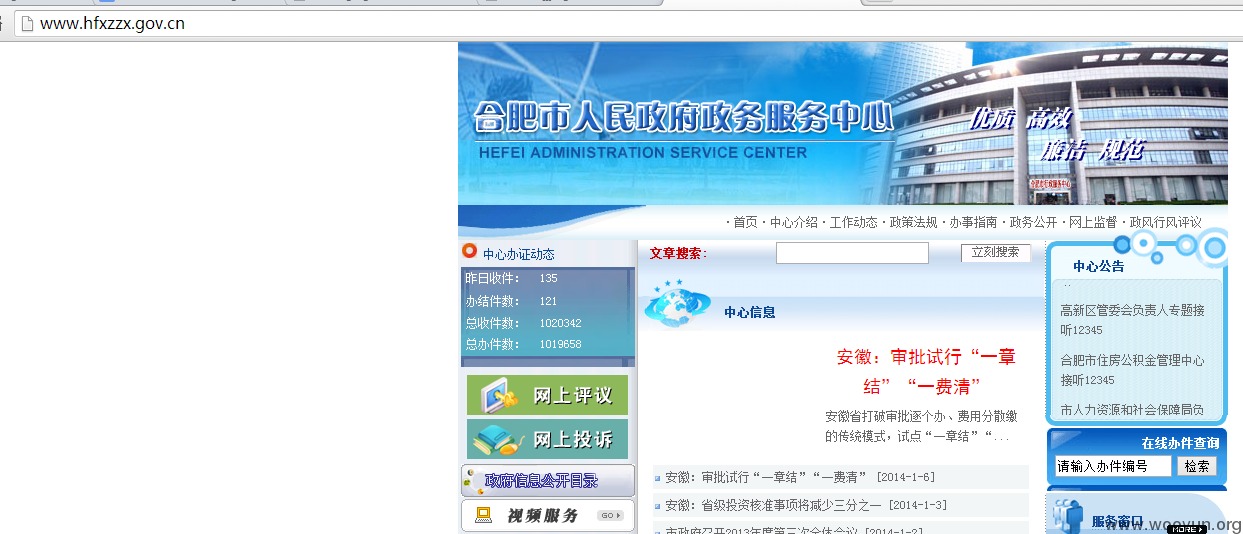 www.hfxzzx.gov.cn
合肥市人民政府政务服务中心
HEFEI ADMINISTRATION SERVICE CENTER
优质 高效
廉洁 规范
合肥市行政服务中心
·首页·中心介绍·工作动态·政策法规·办事指南·政务公开·网上监督·政风行风评议
中心办证动态
昨日收件: 135
办结件数: 121
总收件数: 1020342
总办件数: 1019658
网上评议
网上投诉
政府信息公开目录
视频服务 GO
文章搜索:
立刻搜索
中心信息
安徽：审批试行“一章
结”“一费清”
安徽省打破审批逐个办、费用分散缴
的传统模式，试点“一章结”“...
安徽：审批试行“一章结”“一费清” [2014-1-6]
安徽：省级投资核准事项将减少三分之一 [2014-1-3]
市政府召开2013年度第三次全体会议 [2014-1-2]
中心公告
高新区管委会负责人专题接
听12345
合肥市住房公积金管理中心
接听12345
市人力资源和社会保障局负
在线办件查询
请输入办件编号 检索
服务窗口
MORE
www.wooyun.org